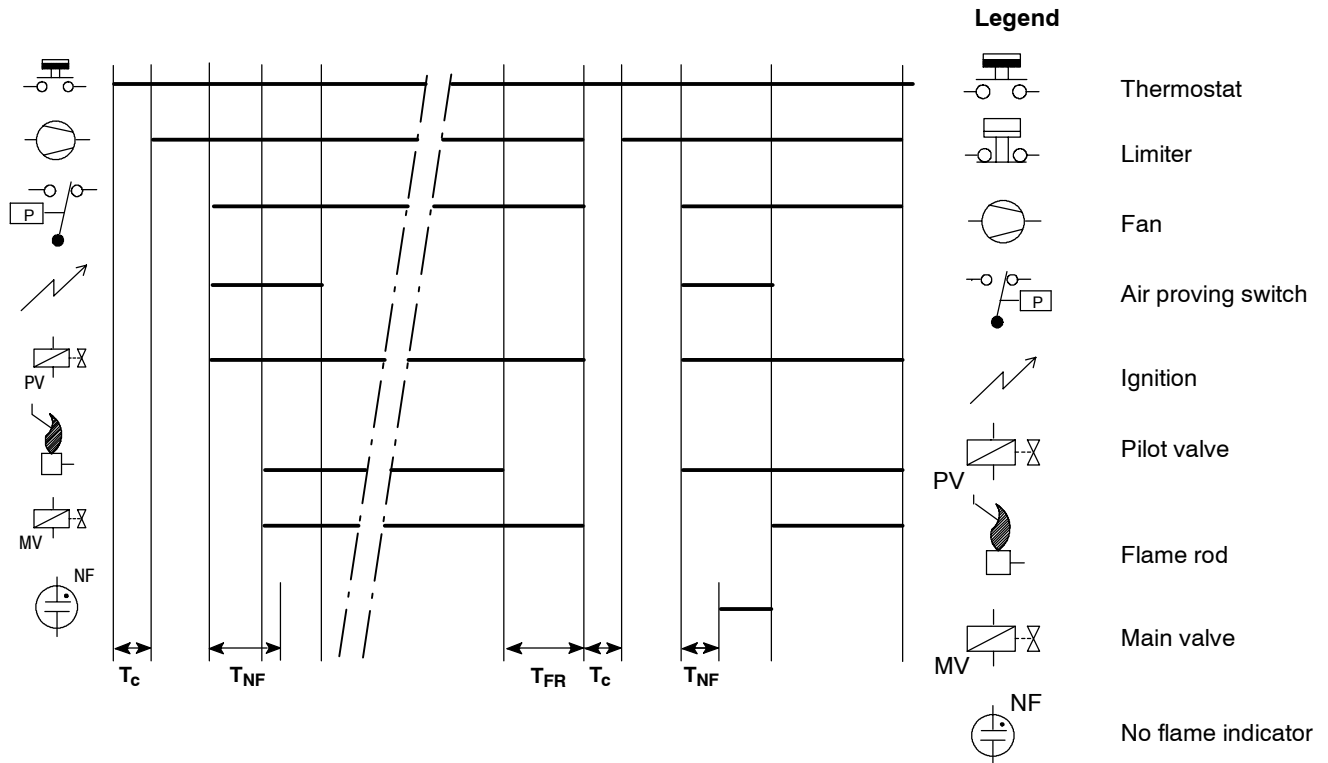 Legend
Thermostat
Limiter
Fan
P
P
Air proving switch
Ignition
PV
Pilot valve
PV
Flame rod
MV
NF
Main valve
MV
Tc
TNF
TFR
Tc
TNF
NF
No flame indicator